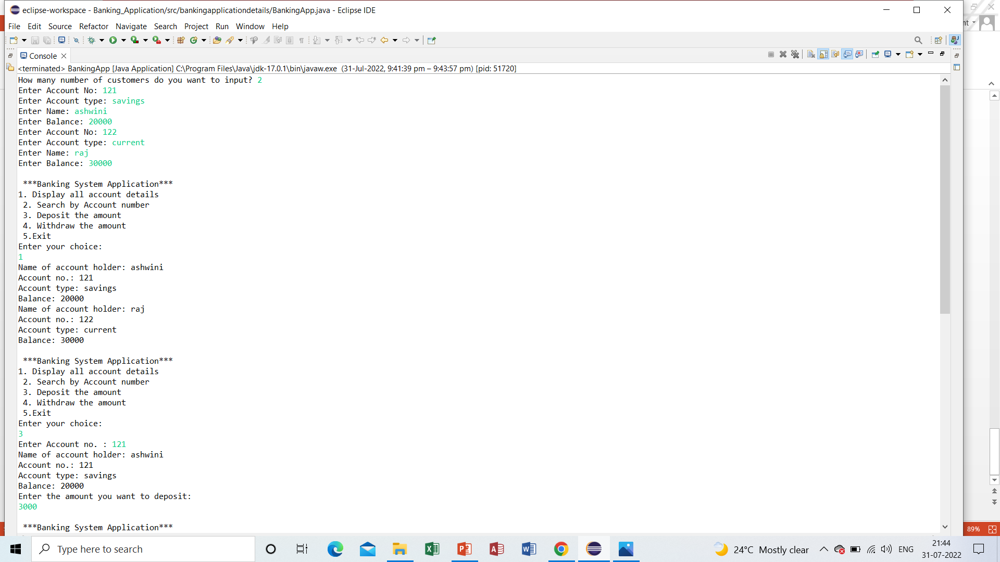 eclipse-workspace - Banking_Application/src/bankingapplicationdetails/BankingApp.java - Eclipse IDE
File Edit Source Refactor Navigate Search Project Run Window Help
nt
Console
<terminated> BankingApp [Java Application] C:\Program Files\Java\jdk-17.0.1\bin\javaw.exe (31-Jul-2022, 9:41:39 pm – 9:43:57 pm) [pid: 51720]
How many number of customers do you want to input? 2
Enter Account No: 121
Enter Account type: savings
Enter Name: ashwini
Enter Balance: 20000
Enter Account No: 122
Enter Account type: current
Enter Name: raj
Enter Balance: 30000
***Banking System Application***
1. Display all account details
2. Search by Account number
3. Deposit the amount
4. Withdraw the amount
5.Exit
Enter your choice:
1
Name of account holder: ashwini
Account no.: 121
Account type: savings
Balance: 20000
Name of account holder: raj
Account no.: 122
Account type: current
Balance: 30000
***Banking System Application***
1. Display all account details
2. Search by Account number
3. Deposit the amount
4. Withdraw the amount
5.Exit
Enter your choice:
3
Enter Account no. : 121
Name of account holder: ashwini
Account no.: 121
Account type: savings
Balance: 20000
Enter the amount you want to deposit:
3000
***Banking System Application***
89%
Type here to search
24°C Mostly clear
ENG
21:44
31-07-2022